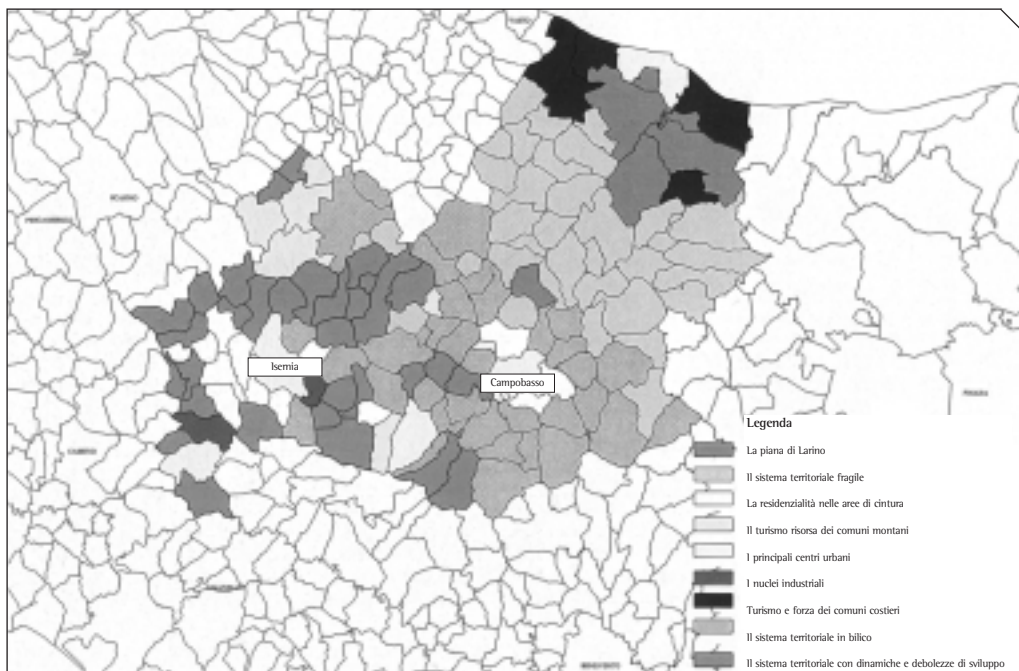 Isernia
Campobasso
Legenda
La piana di Larino
Il sistema territoriale fragile
La residenzialità nelle aree di cintura
Il turismo risorsa dei comuni montani
I principali centri urbani
I nuclei industriali
Turismo e forza dei comuni costieri
Il sistema territoriale in bilico
Il sistema territoriale con dinamiche e debolezze di sviluppo